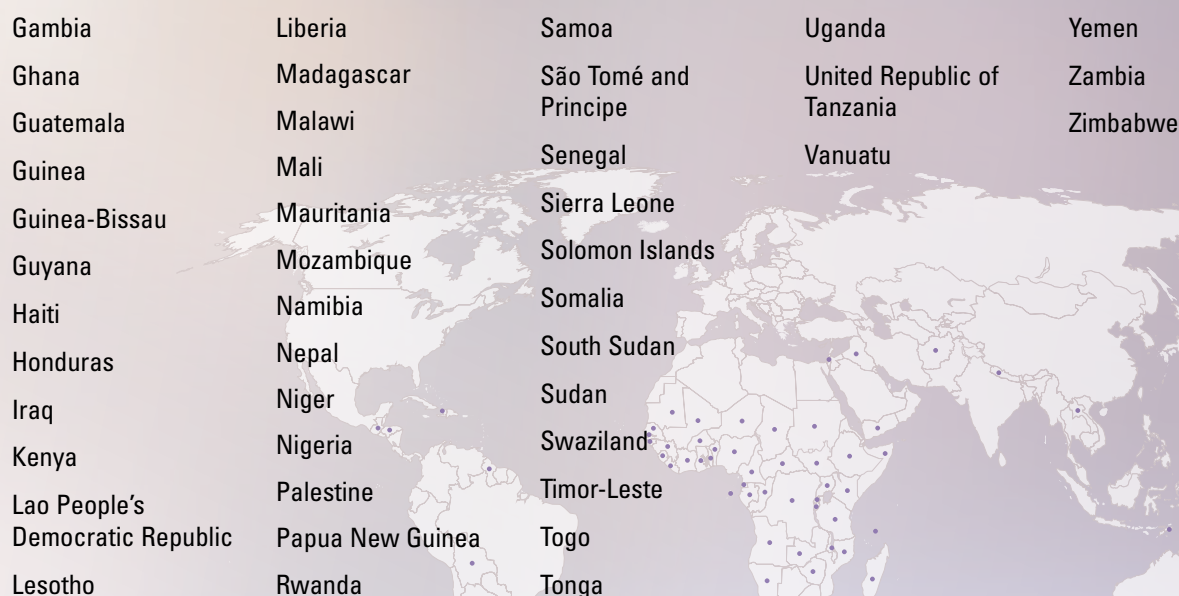 Gambia
Ghana
Guatemala
Guinea
Guinea-Bissau
Guyana
Haiti
Honduras
Iraq
Kenya
Lao People's
Democratic Republic
Lesotho
Liberia
Madagascar
Malawi
Mali
Mauritania
Mozambique
Namibia
Nepal
Niger
Nigeria
Palestine
Papua New Guinea
Rwanda
Samoa
São Tomé and
Principe
Senegal
Sierra Leone
Solomon Islands
Somalia
South Sudan
Sudan
Swaziland
Timor-Leste
Togo
Tonga
Uganda
United Republic of
Tanzania
Vanuatu
Yemen
Zambia
Zimbabwe